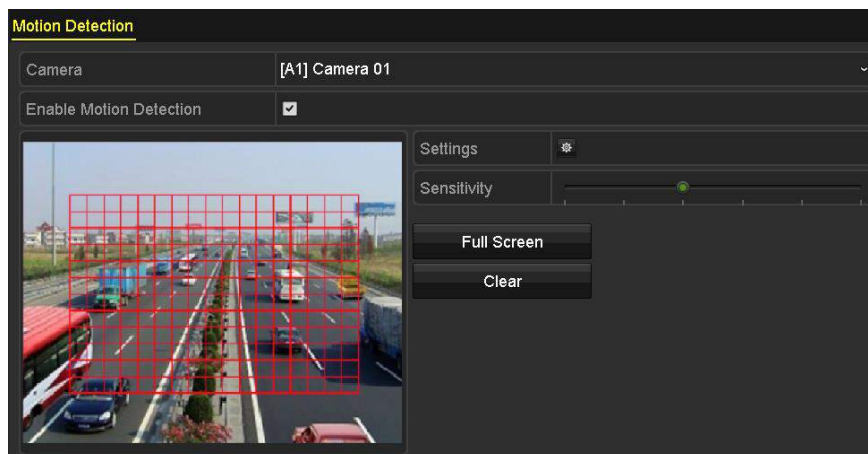 Motion Detection
Camera [A1] Camera 01
Enable Motion Detection
Settings
Sensitivity
Full Screen
Clear